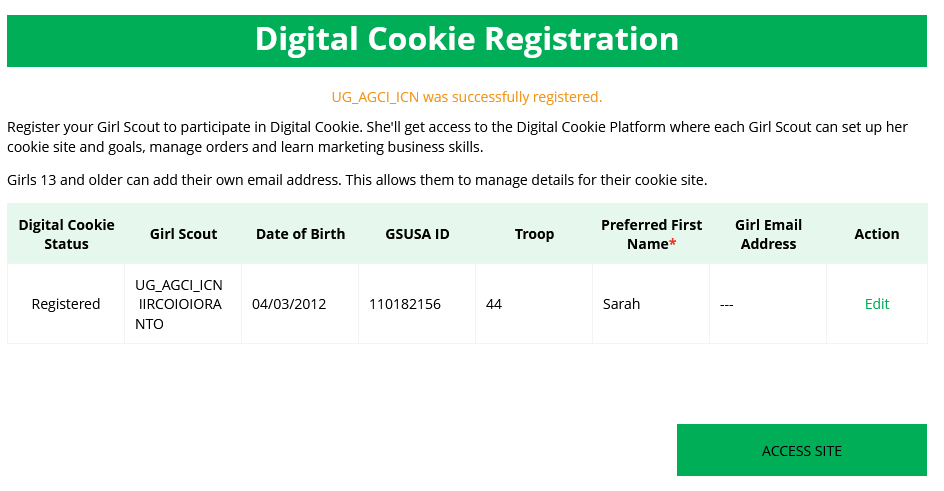 Digital Cookie Registration
UG_AGCI_ICN was successfully registered.
Register your Girl Scout to participate in Digital Cookie. She'll get access to the Digital Cookie Platform where each Girl Scout can set up her
cookie site and goals, manage orders and learn marketing business skills.
Girls 13 and older can add their own email address. This allows them to manage details for their cookie site.
Digital Cookie
Status
Girl Scout
Date of Birth
GSUSA ID
Troop
Preferred First
Name*
Girl Email
Address
Action
Registered
UG_AGCI_ICN
IIRCOIOIORA
NTO
04/03/2012
110182156
44
Sarah
---
Edit
ACCESS SITE